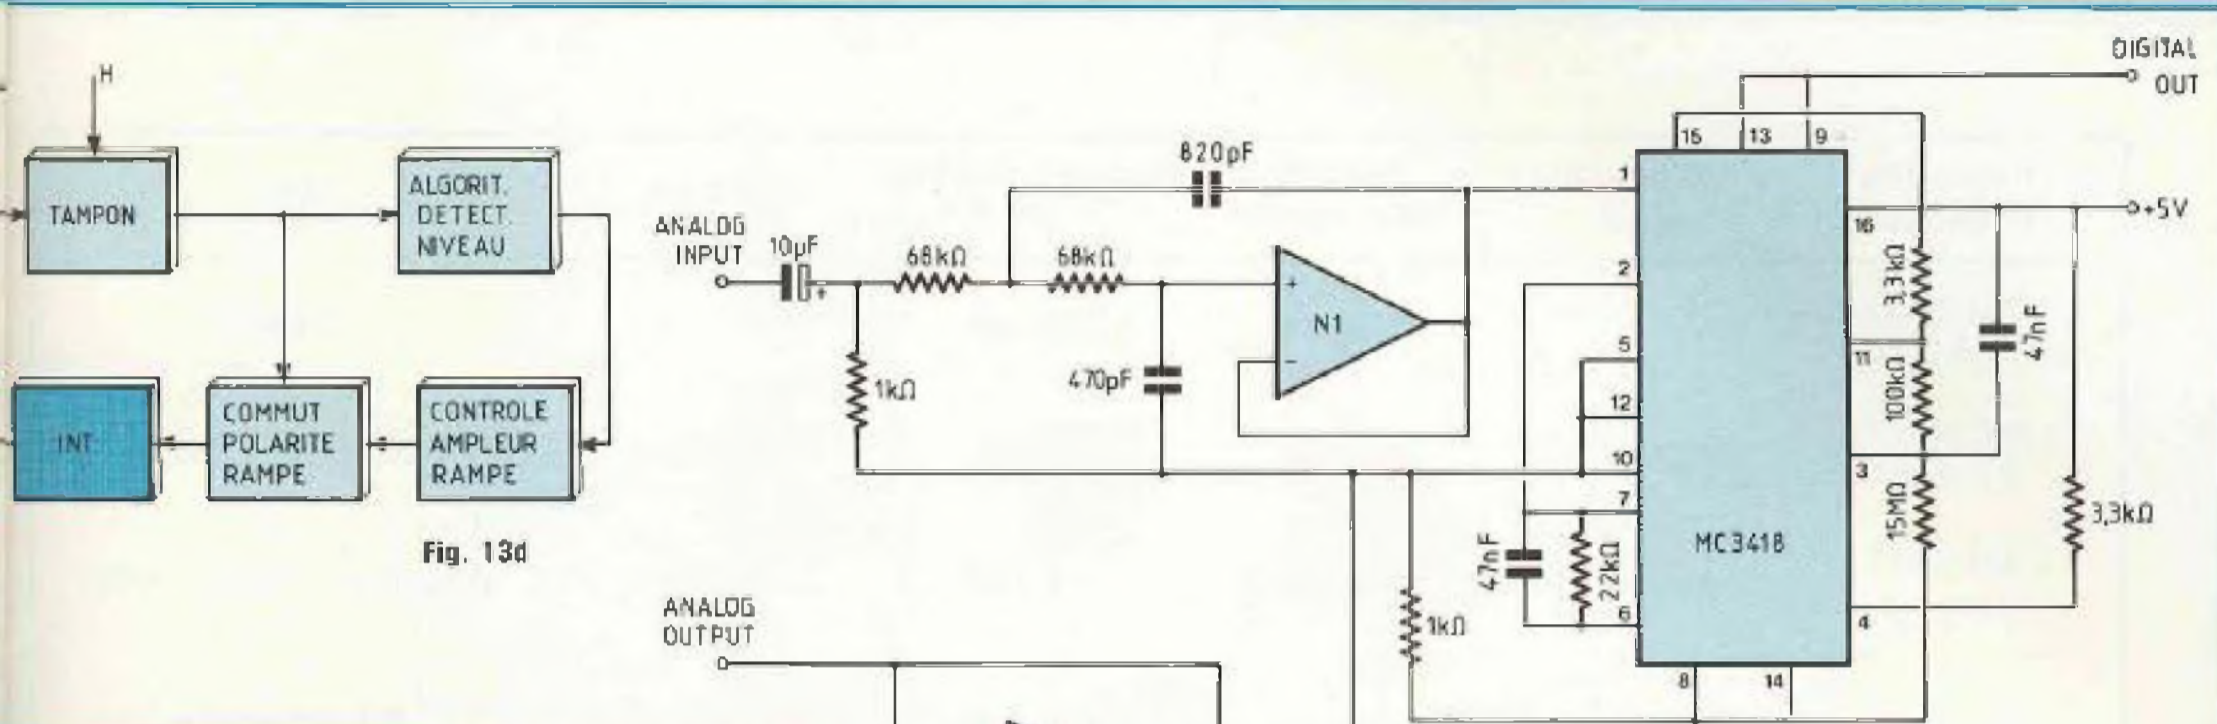 H
TAMPON
ALGORIT.
DETECT.
NIVEAU
INT
COMMUT
POLARITE
RAMPE
CONTROLE
AMPLEUR
RAMPE
Fig. 13d
ANALOG
INPUT
10µF
68kΩ
68kΩ
820pF
1kΩ
470pF
+
+
−
N1
ANALOG
OUTPUT
DIGITAL
OUT
15
13
9
1
2
5
12
10
7
6
16
11
3
4
8
14
MC3418
+5V
3,3kΩ
100kΩ
15MΩ
47nF
3,3kΩ
47nF
22kΩ
1kΩ